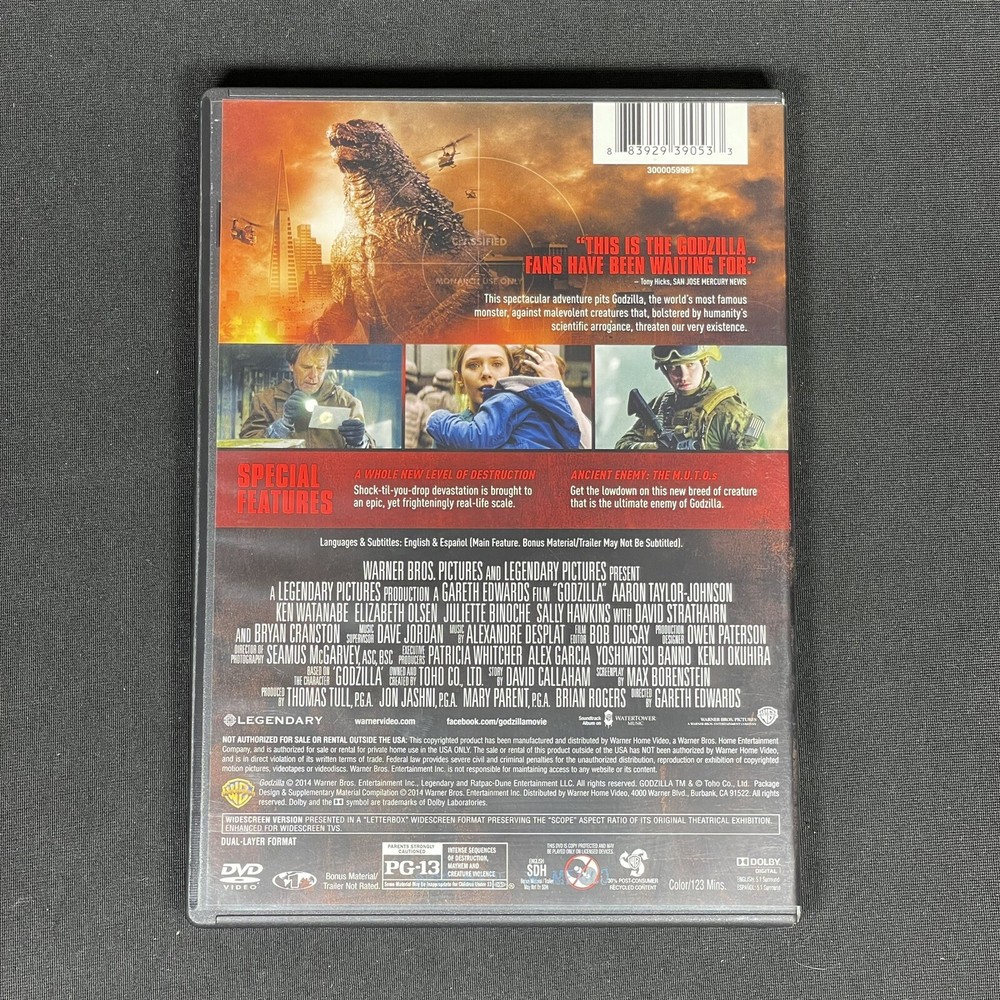 8 83929 39053 3
3000059961
CLASSIFIED
MONARCH USE ONLY
"THIS IS THE GODZILLA
FANS HAVE BEEN WAITING FOR."
– Tony Hicks, SAN JOSE MERCURY NEWS
This spectacular adventure pits Godzilla, the world's most famous
monster, against malevolent creatures that, bolstered by humanity's
scientific arrogance, threaten our very existence.
SPECIAL
FEATURES
A WHOLE NEW LEVEL OF DESTRUCTION
Shock-til-you-drop devastation is brought to
an epic, yet frighteningly real-life scale.
ANCIENT ENEMY: THE M.U.T.O.s
Get the lowdown on this new breed of creature
that is the ultimate enemy of Godzilla.
Languages & Subtitles: English & Español (Main Feature. Bonus Material/Trailer May Not Be Subtitled).
WARNER BROS. PICTURES AND LEGENDARY PICTURES PRESENT
A LEGENDARY PICTURES PRODUCTION A GARETH EDWARDS FILM "GODZILLA" AARON TAYLOR-JOHNSON
KEN WATANABE ELIZABETH OLSEN JULIETTE BINOCHE SALLY HAWKINS WITH DAVID STRATHAIRN
AND BRYAN CRANSTON MUSIC SUPERVISOR DAVE JORDAN MUSIC BY ALEXANDRE DESPLAT FILM EDITOR BOB DUCSAY PRODUCTION DESIGNER OWEN PATERSON
DIRECTOR OF PHOTOGRAPHY SEAMUS McGARVEY, ASC, BSC EXECUTIVE PRODUCERS PATRICIA WHITCHER ALEX GARCIA YOSHIMITSU BANNO KENJI OKUHIRA
BASED ON THE CHARACTER "GODZILLA" OWNED AND CREATED BY TOHO CO., LTD. STORY BY DAVID CALLAHAM SCREENPLAY BY MAX BORENSTEIN
PRODUCED BY THOMAS TULL, P.G.A. JON JASHNI, P.G.A. MARY PARENT, P.G.A. BRIAN ROGERS DIRECTED BY GARETH EDWARDS
LEGENDARY warnervideo.com facebook.com/godzillamovie Soundtrack Album on WATERTOWER MUSIC WARNER BROS. PICTURES
NOT AUTHORIZED FOR SALE OR RENTAL OUTSIDE THE USA: This copyrighted product has been manufactured and distributed by Warner Home Video, a Warner Bros. Home Entertainment
Company, and is authorized for sale or rental for private home use in the USA ONLY. The sale or rental of this product outside of the USA has NOT been authorized by Warner Home Video,
and is in direct violation of its written terms of trade. Federal law provides severe civil and criminal penalties for the unauthorized distribution, reproduction or exhibition of copyrighted
motion pictures, videotapes or videodiscs. Warner Bros. Entertainment Inc. is not responsible for maintaining access to any website or its content.
Godzilla © 2014 Warner Bros. Entertainment Inc., Legendary and Ratpac-Dune Entertainment LLC. All rights reserved. GODZILLA TM & © Toho Co., Ltd. Package
Design & Supplementary Material Compilation © 2014 Warner Bros. Entertainment Inc. Distributed by Warner Home Video, 4000 Warner Blvd., Burbank, CA 91522. All rights
reserved. Dolby and the symbol are trademarks of Dolby Laboratories.
WIDESCREEN VERSION PRESENTED IN A "LETTERBOX" WIDESCREEN FORMAT PRESERVING THE "SCOPE" ASPECT RATIO OF ITS ORIGINAL THEATRICAL EXHIBITION.
ENHANCED FOR WIDESCREEN TVS.
DUAL-LAYER FORMAT
DVD
VIDEO
Bonus Material/
Trailer Not Rated.
PARENTS STRONGLY CAUTIONED
PG-13
Some Material May Be Inappropriate for Children Under 13
INTENSE SEQUENCES
OF DESTRUCTION,
MAYHEM AND
CREATURE VIOLENCE
ENGLISH
SDH
Bonus Material/Trailer
May Not Be SDH
THIS DVD IS COPY PROTECTED AND MAY
BE PLAYED ONLY ON LICENSED DEVICES.
30% POST-CONSUMER
RECYCLED CONTENT
Color/123 Mins.
DOLBY
DIGITAL
ENGLISH: 5.1 Surround
ESPAÑOL: 5.1 Surround